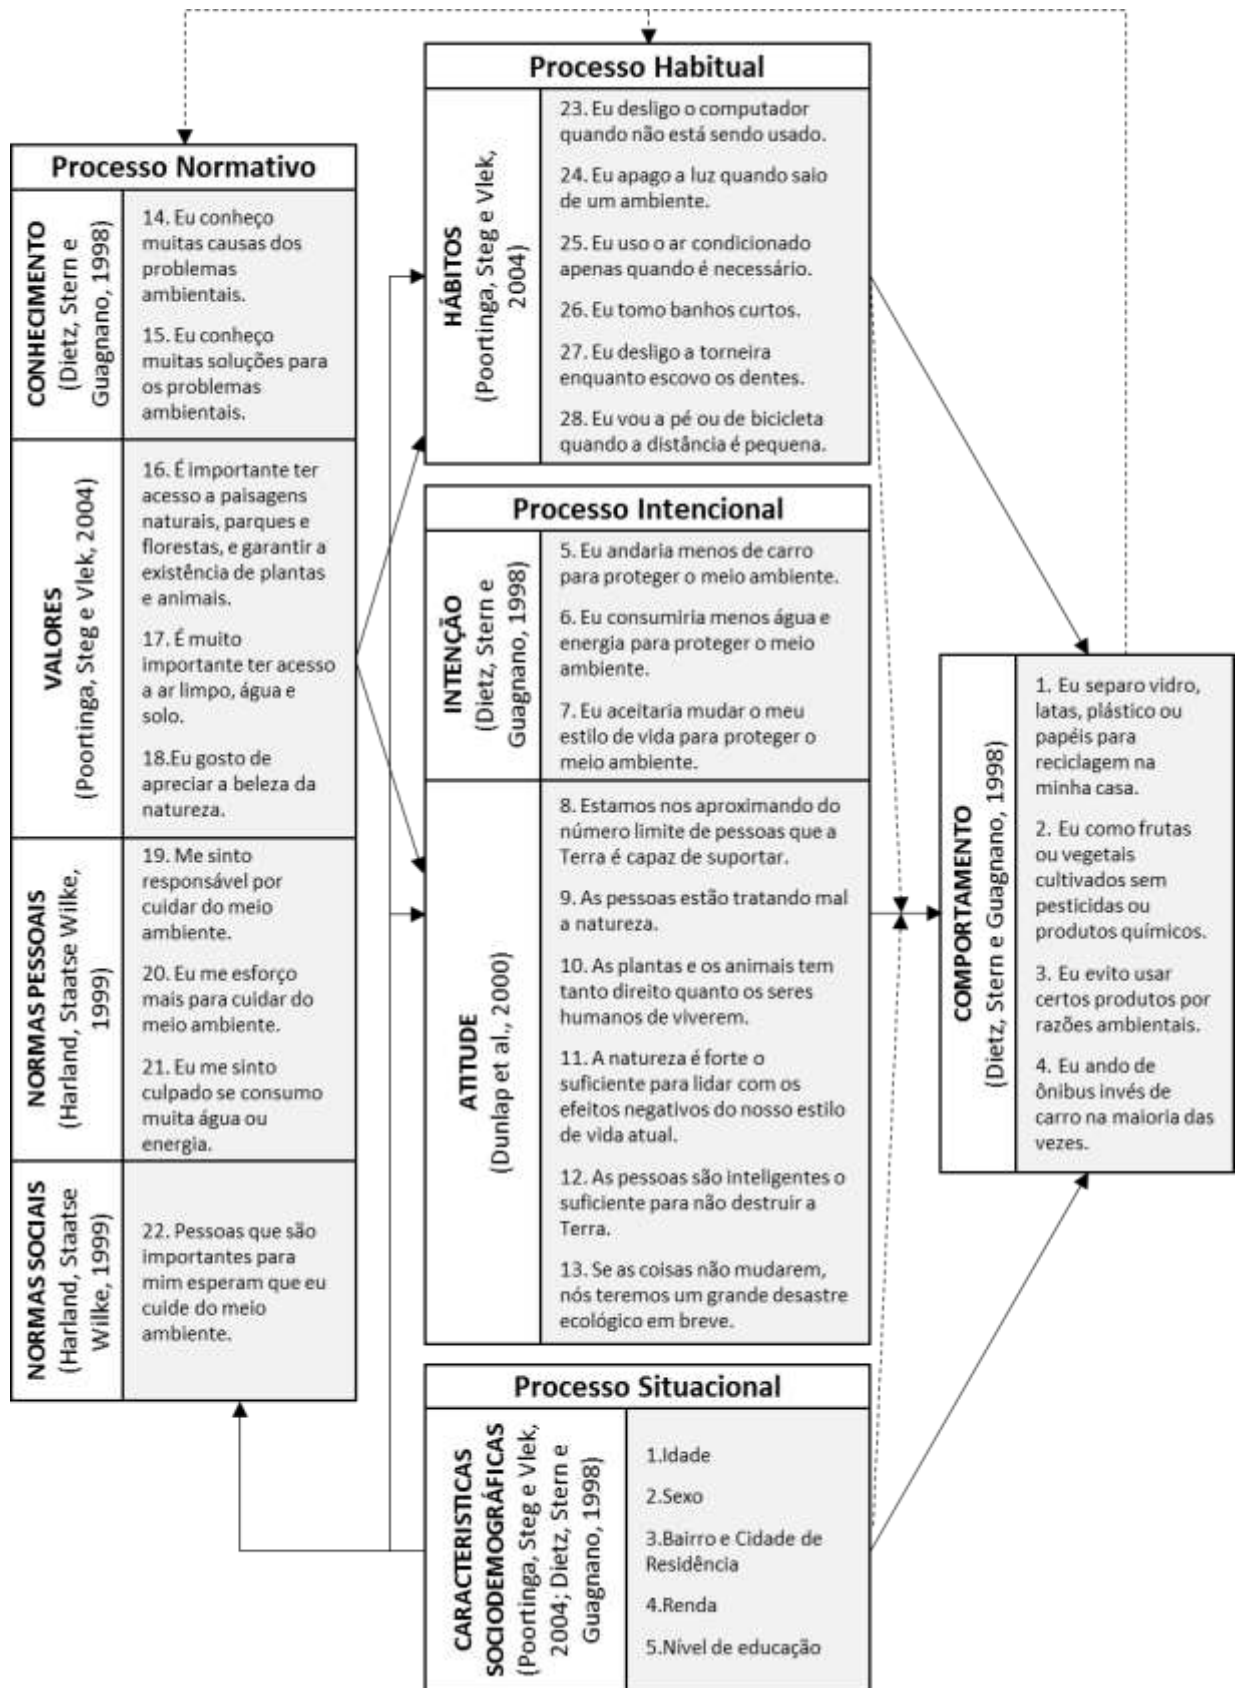 Processo Normativo
CONHECIMENTO
(Dietz, Stern e
Guagnano, 1998)
14. Eu conheço
muitas causas dos
problemas
ambientais.
15. Eu conheço
muitas soluções para
os problemas
ambientais.
VALORES
(Poortinga, Steg e Vlek, 2004)
16. É importante ter
acesso a paisagens
naturais, parques e
florestas, e garantir a
existência de plantas
e animais.
17. É muito
importante ter acesso
a ar limpo, água e
solo.
18.Eu gosto de
apreciar a beleza da
natureza.
NORMAS PESSOAIS
(Harland, Staatse Wilke,
1999)
19. Me sinto
responsável por
cuidar do meio
ambiente.
20. Eu me esforço
mais para cuidar do
meio ambiente.
21. Eu me sinto
culpado se consumo
muita água ou
energia.
NORMAS SOCIAIS
(Harland, Staatse
Wilke, 1999)
22. Pessoas que são
importantes para
mim esperam que eu
cuide do meio
ambiente.
Processo Habitual
HÁBITOS
(Poortinga, Steg e Vlek,
2004)
23. Eu desligo o computador
quando não está sendo usado.
24. Eu apago a luz quando saio
de um ambiente.
25. Eu uso o ar condicionado
apenas quando é necessário.
26. Eu tomo banhos curtos.
27. Eu desligo a torneira
enquanto escovo os dentes.
28. Eu vou a pé ou de bicicleta
quando a distância é pequena.
Processo Intencional
INTENÇÃO
(Dietz, Stern e
Guagnano, 1998)
5. Eu andaria menos de carro
para proteger o meio ambiente.
6. Eu consumiria menos água e
energia para proteger o meio
ambiente.
7. Eu aceitaria mudar o meu
estilo de vida para proteger o
meio ambiente.
ATITUDE
(Dunlap et al., 2000)
8. Estamos nos aproximando do
número limite de pessoas que a
Terra é capaz de suportar.
9. As pessoas estão tratando mal
a natureza.
10. As plantas e os animais tem
tanto direito quanto os seres
humanos de viverem.
11. A natureza é forte o
suficiente para lidar com os
efeitos negativos do nosso estilo
de vida atual.
12. As pessoas são inteligentes o
suficiente para não destruir a
Terra.
13. Se as coisas não mudarem,
nós teremos um grande desastre
ecológico em breve.
Processo Situacional
CARACTERISTICAS
SOCIODEMOGRÁFICAS
(Poortinga, Steg e Vlek,
2004; Dietz, Stern e
Guagnano, 1998)
1.Idade
2.Sexo
3.Bairro e Cidade de
Residência
4.Renda
5.Nível de educação
COMPORTAMENTO
(Dietz, Stern e Guagnano, 1998)
1. Eu separo vidro,
latas, plástico ou
papéis para
reciclagem na
minha casa.
2. Eu como frutas
ou vegetais
cultivados sem
pesticidas ou
produtos químicos.
3. Eu evito usar
certos produtos por
razões ambientais.
4. Eu ando de
ônibus invés de
carro na maioria das
vezes.